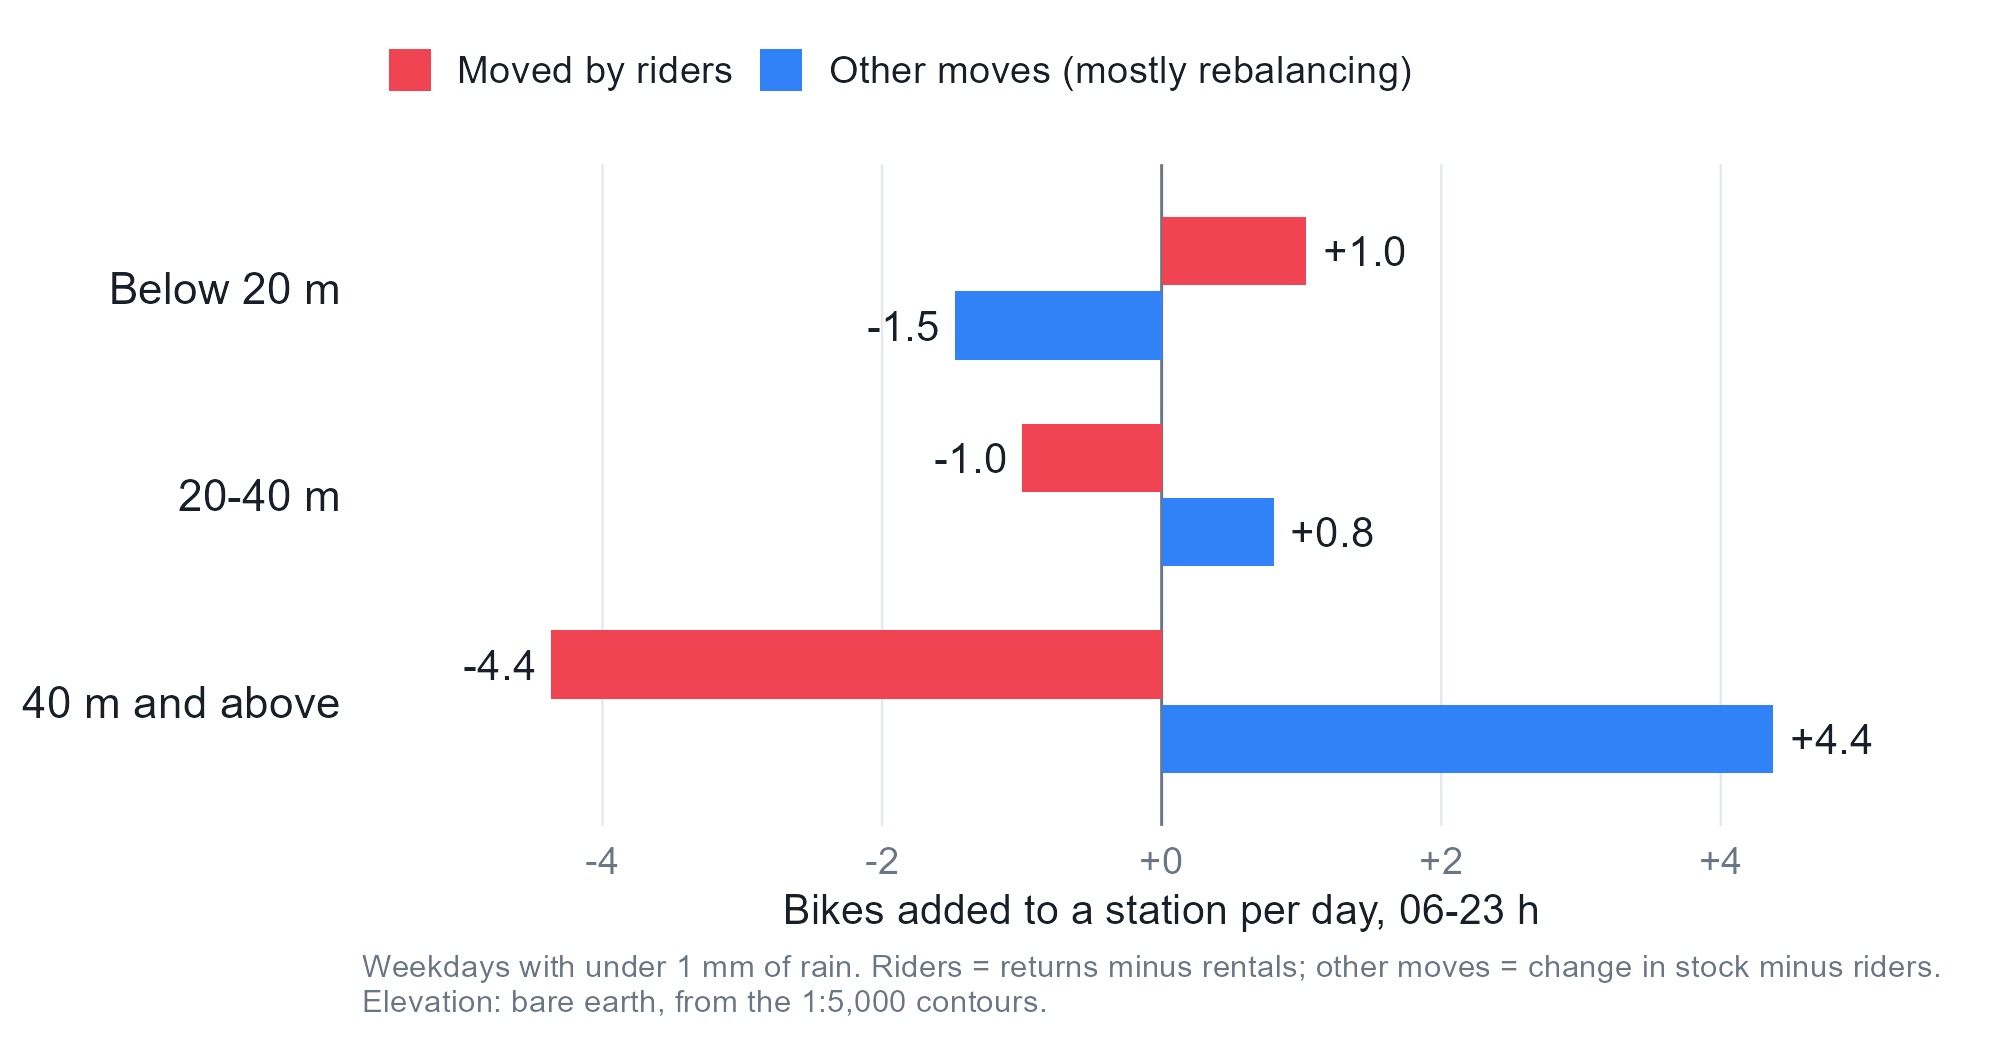 Moved by riders
Other moves (mostly rebalancing)
Below 20 m
+1.0
-1.5
20-40 m
-1.0
+0.8
40 m and above
-4.4
+4.4
-4
-2
+0
+2
+4
Bikes added to a station per day, 06-23 h
Weekdays with under 1 mm of rain. Riders = returns minus rentals; other moves = change in stock minus riders.
Elevation: bare earth, from the 1:5,000 contours.